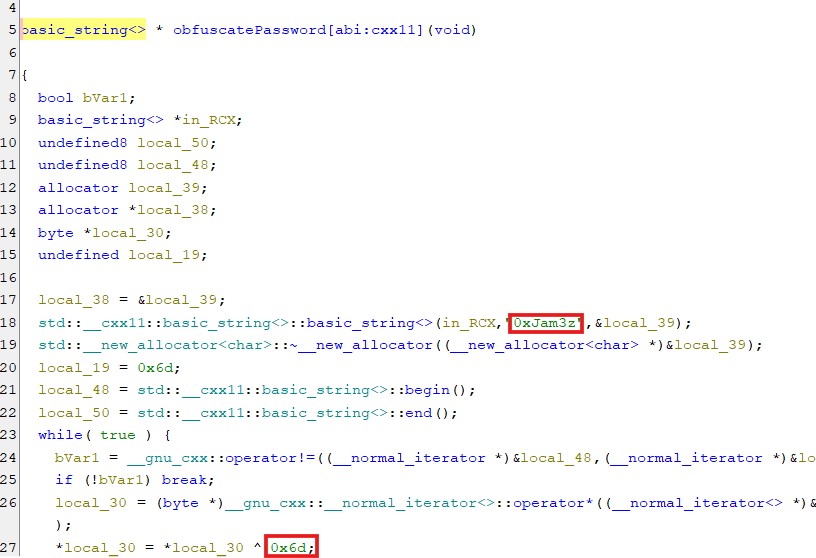 4
5 basic_string<> * obfuscatePassword[abi:cxx11](void)
6
7 {
8 bool bVar1;
9 basic_string<> *in_RCX;
10 undefined8 local_50;
11 undefined8 local_48;
12 allocator local_39;
13 allocator *local_38;
14 byte *local_30;
15 undefined local_19;
16
17 local_38 = &local_39;
18 std::__cxx11::basic_string<>::basic_string<>(in_RCX,"0xJam3z",&local_39);
19 std::__new_allocator<char>::~__new_allocator((__new_allocator<char> *)&local_39);
20 local_19 = 0x6d;
21 local_48 = std::__cxx11::basic_string<>::begin();
22 local_50 = std::__cxx11::basic_string<>::end();
23 while( true ) {
24 bVar1 = __gnu_cxx::operator!=((__normal_iterator *)&local_48,(__normal_iterator *)&lo
25 if (!bVar1) break;
26 local_30 = (byte *)__gnu_cxx::__normal_iterator<>::operator*((__normal_iterator<> *)&
);
27 *local_30 = *local_30 ^ 0x6d;